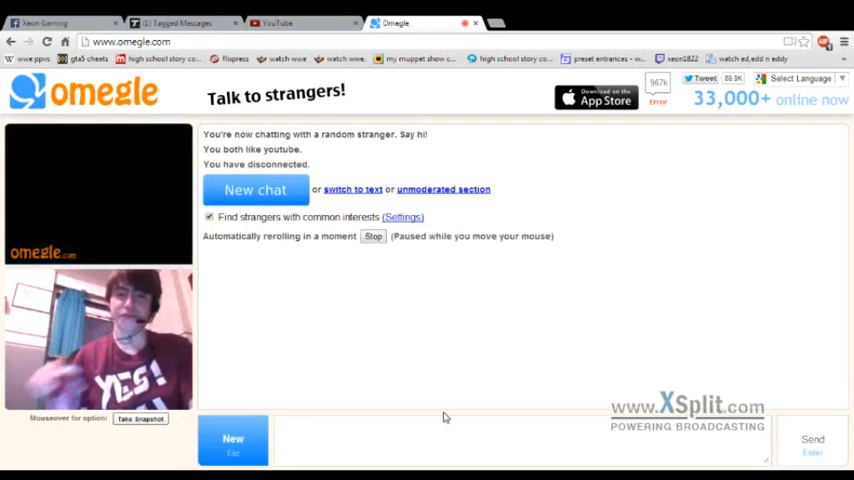 Xeon Gaming
(1) Tagged Messages
YouTube
Omegle
www.omegle.com
wwe ppvs
gta5 cheats
high school story co...
flixpress
watch wwe
watch wwe.
my muppet show c...
high school story co...
preset entrances - w...
xeon1822
watch ed,edd n eddy
omegle
Talk to strangers!
Download on the
App Store
967k
Error
Tweet
89.9K
Select Language
33,000+ online now
You're now chatting with a random stranger. Say hi!
You both like youtube.
You have disconnected.
New chat or switch to text or unmoderated section
Find strangers with common interests (Settings)
Automatically rerolling in a moment Stop (Paused while you move your mouse)
omegle.com
YES!
Mouseover for option: Take Snapshot
www.XSplit.com
POWERING BROADCASTING
New
Esc
Send
Enter